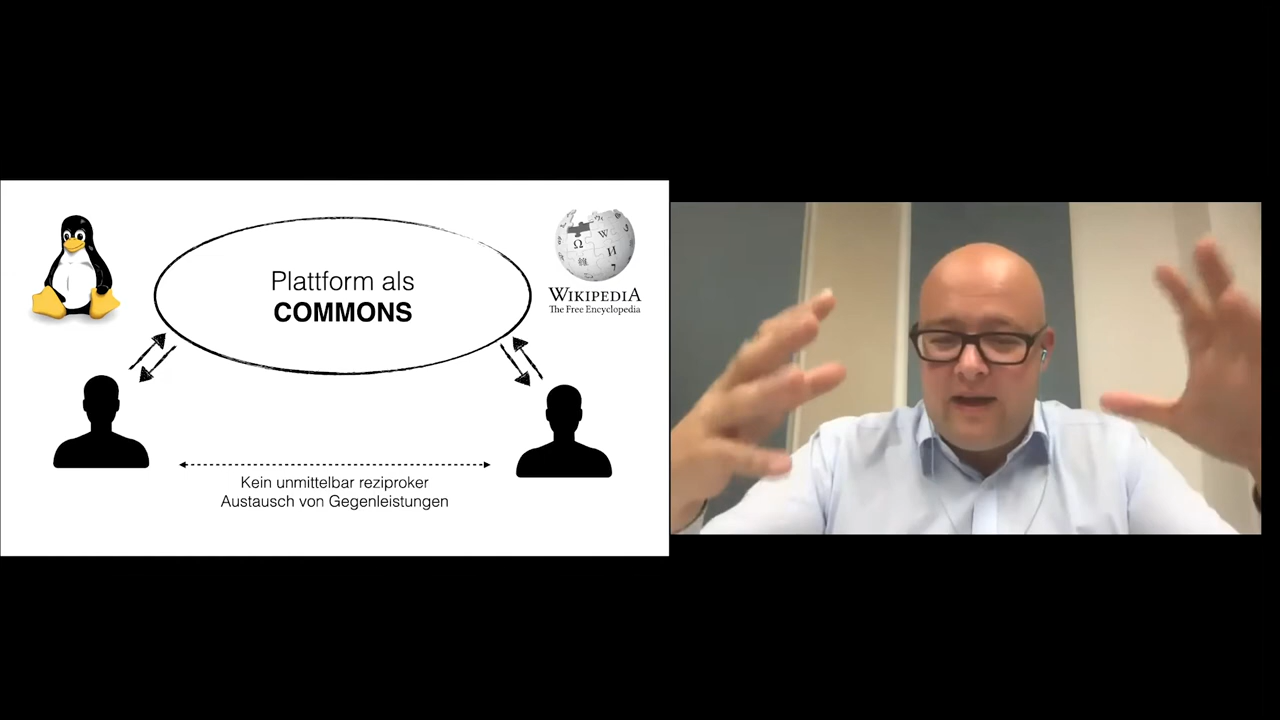 Plattform als
COMMONS
WIKIPEDIA
The Free Encyclopedia
Kein unmittelbar reziproker
Austausch von Gegenleistungen